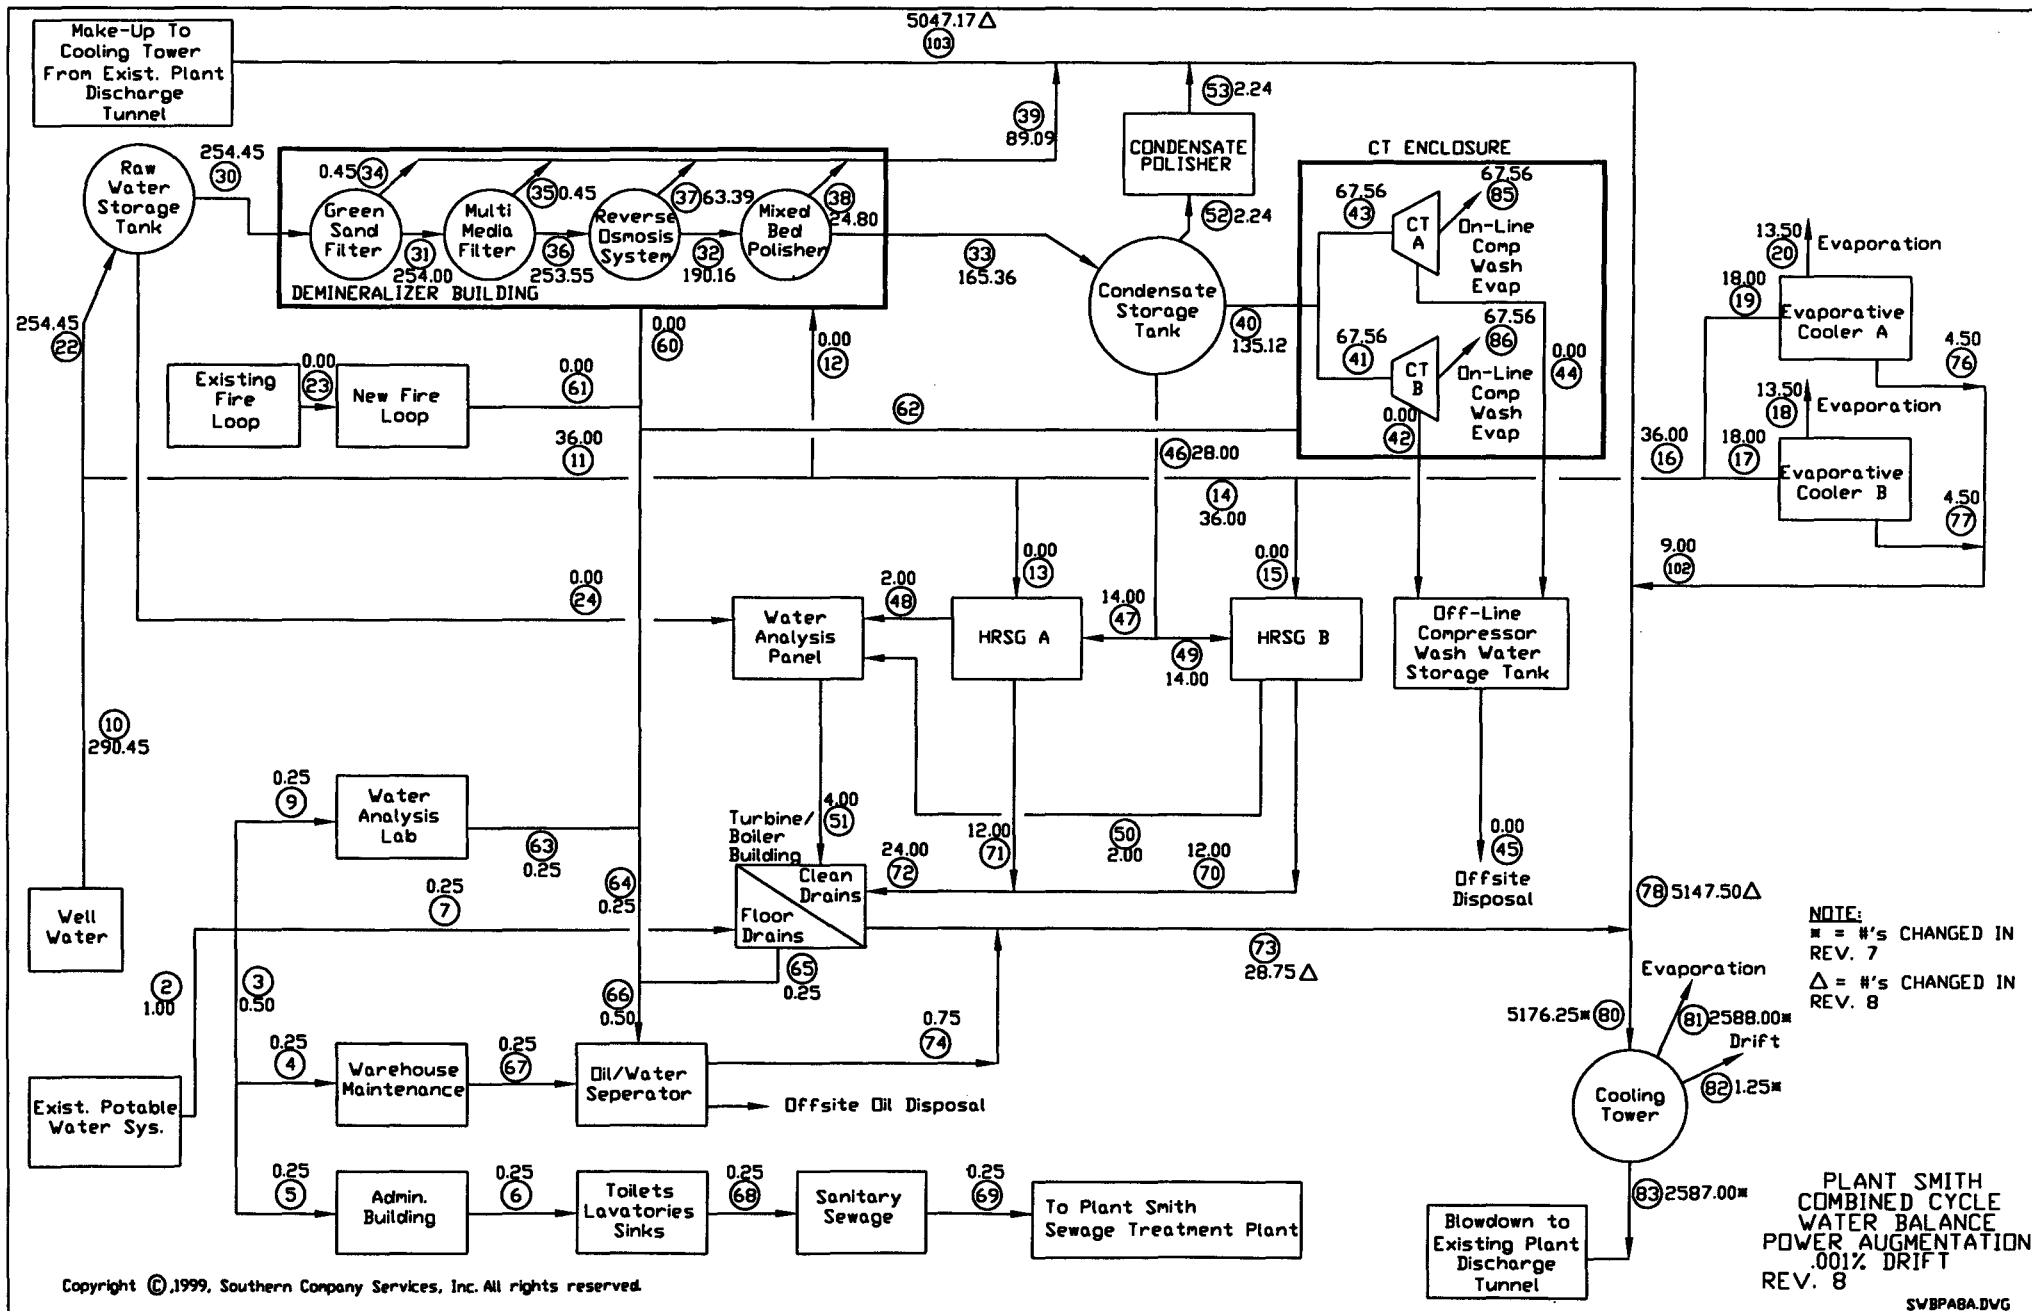 5047.17△
103
Make-Up To
Cooling Tower
From Exist. Plant
Discharge
Tunnel
53 2.24
39
89.09
CONDENSATE
POLISHER
52 2.24
CT ENCLOSURE
Raw
Water
Storage
Tank
254.45
30
0.45 34
35 0.45
37 63.39
38
24.80
Green
Sand
Filter
Multi
Media
Filter
Reverse
Osmosis
System
Mixed
Bed
Polisher
31
254.00
36
253.55
32
190.16
33
165.36
DEMINERALIZER BUILDING
Condensate
Storage
Tank
40
135.12
67.56
43
CT
A
67.56
85
On-Line
Comp
Wash
Evap
67.56
41
CT
B
67.56
86
On-Line
Comp
Wash
Evap
0.00
44
0.00
42
13.50
20
Evaporation
18.00
19
Evaporative
Cooler A
4.50
76
13.50
18
Evaporation
36.00
16
18.00
17
Evaporative
Cooler B
4.50
77
9.00
102
254.45
22
0.00
60
0.00
12
Existing
Fire
Loop
0.00
23
New Fire
Loop
0.00
61
62
36.00
11
46 28.00
14
36.00
0.00
13
0.00
15
0.00
24
Water
Analysis
Panel
2.00
48
HRSG A
14.00
47
49
14.00
HRSG B
Off-Line
Compressor
Wash Water
Storage Tank
10
290.45
0.25
9
Water
Analysis
Lab
63
0.25
4.00
51
Turbine/
Boiler
Building
Clean
Drains
Floor
Drains
24.00
72
12.00
71
50
2.00
12.00
70
0.00
45
Offsite
Disposal
64
0.25
0.25
7
Well
Water
2
1.00
3
0.50
65
0.25
66
0.50
73
28.75△
78 5147.50△
NOTE:
* = #'s CHANGED IN
REV. 7
△ = #'s CHANGED IN
REV. 8
0.25
4
Warehouse
Maintenance
0.25
67
Oil/Water
Seperator
0.75
74
Offsite Oil Disposal
Exist. Potable
Water Sys.
5176.25* 80
Evaporation
81 2588.00*
Drift
82 1.25*
Cooling
Tower
0.25
5
Admin.
Building
0.25
6
Toilets
Lavatories
Sinks
0.25
68
Sanitary
Sewage
0.25
69
To Plant Smith
Sewage Treatment Plant
83 2587.00*
Blowdown to
Existing Plant
Discharge
Tunnel
PLANT SMITH
COMBINED CYCLE
WATER BALANCE
POWER AUGMENTATION
.001% DRIFT
REV. 8
Copyright ©,1999, Southern Company Services, Inc. All rights reserved.
SWBPA8A.DWG